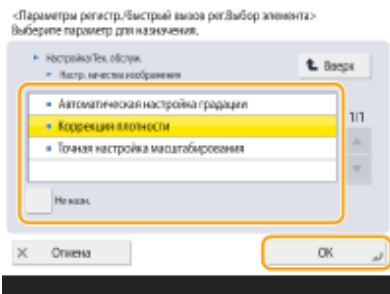 <Параметры регистр./быстрый вызов рег.:Выбор элемента>
Выберите параметр для назначения.
Настройка/Тех. обслуж.
Настр. качества изображения
Вверх
Автоматическая настройка градации
1/1
Коррекция плотности
Точная настройка масштабирования
Не назн.
Отмена
OK